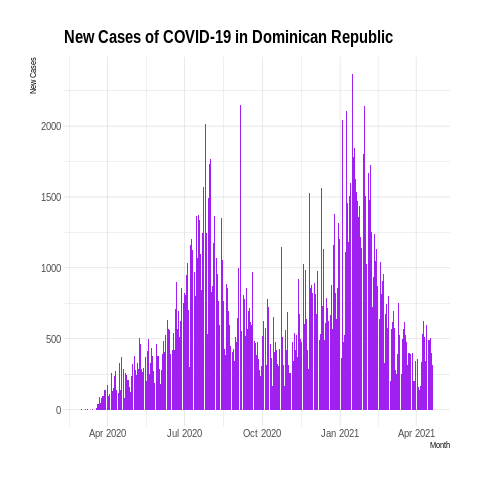 New Cases of COVID-19 in Dominican Republic
New Cases
2000
1500
1000
500
0
Apr 2020 Jul 2020 Oct 2020 Jan 2021 Apr 2021
Month